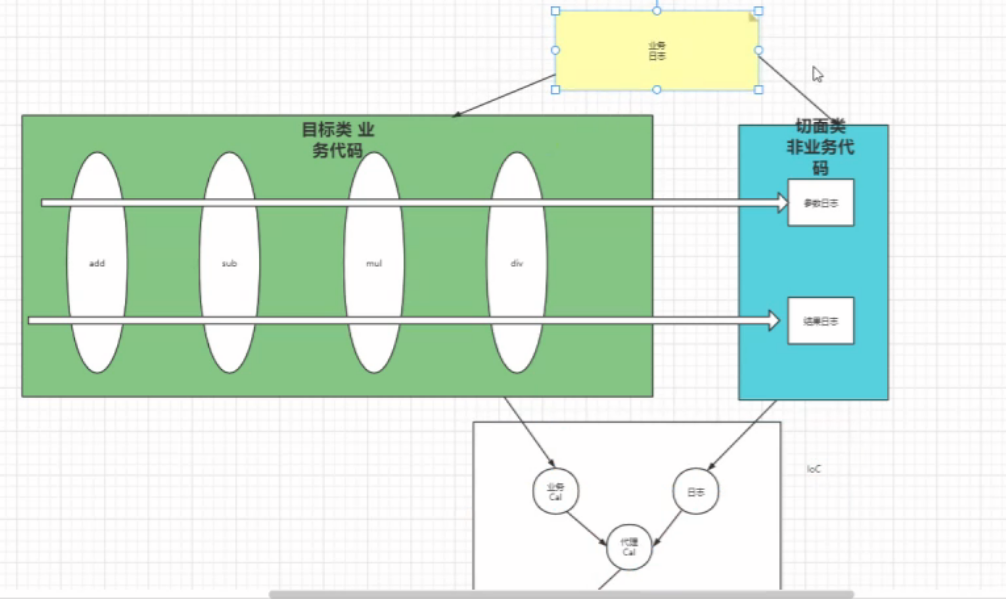 业务
日志
目标类 业
务代码
切面类
非业务代
码
参数日志
add
sub
mul
div
结果日志
IoC
业务
Cal
日志
代理
Cal